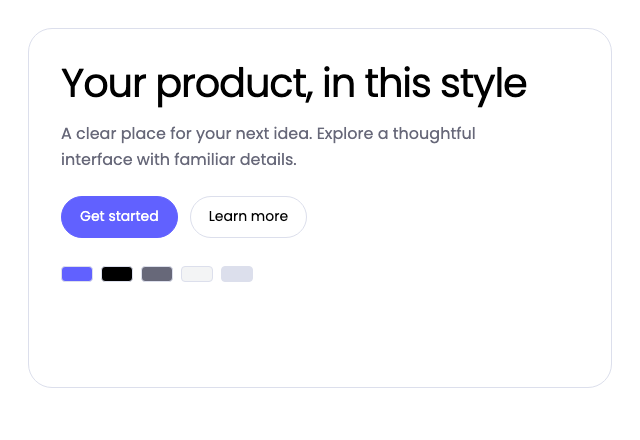 Your product, in this style
A clear place for your next idea. Explore a thoughtful
interface with familiar details.
Get started
Learn more